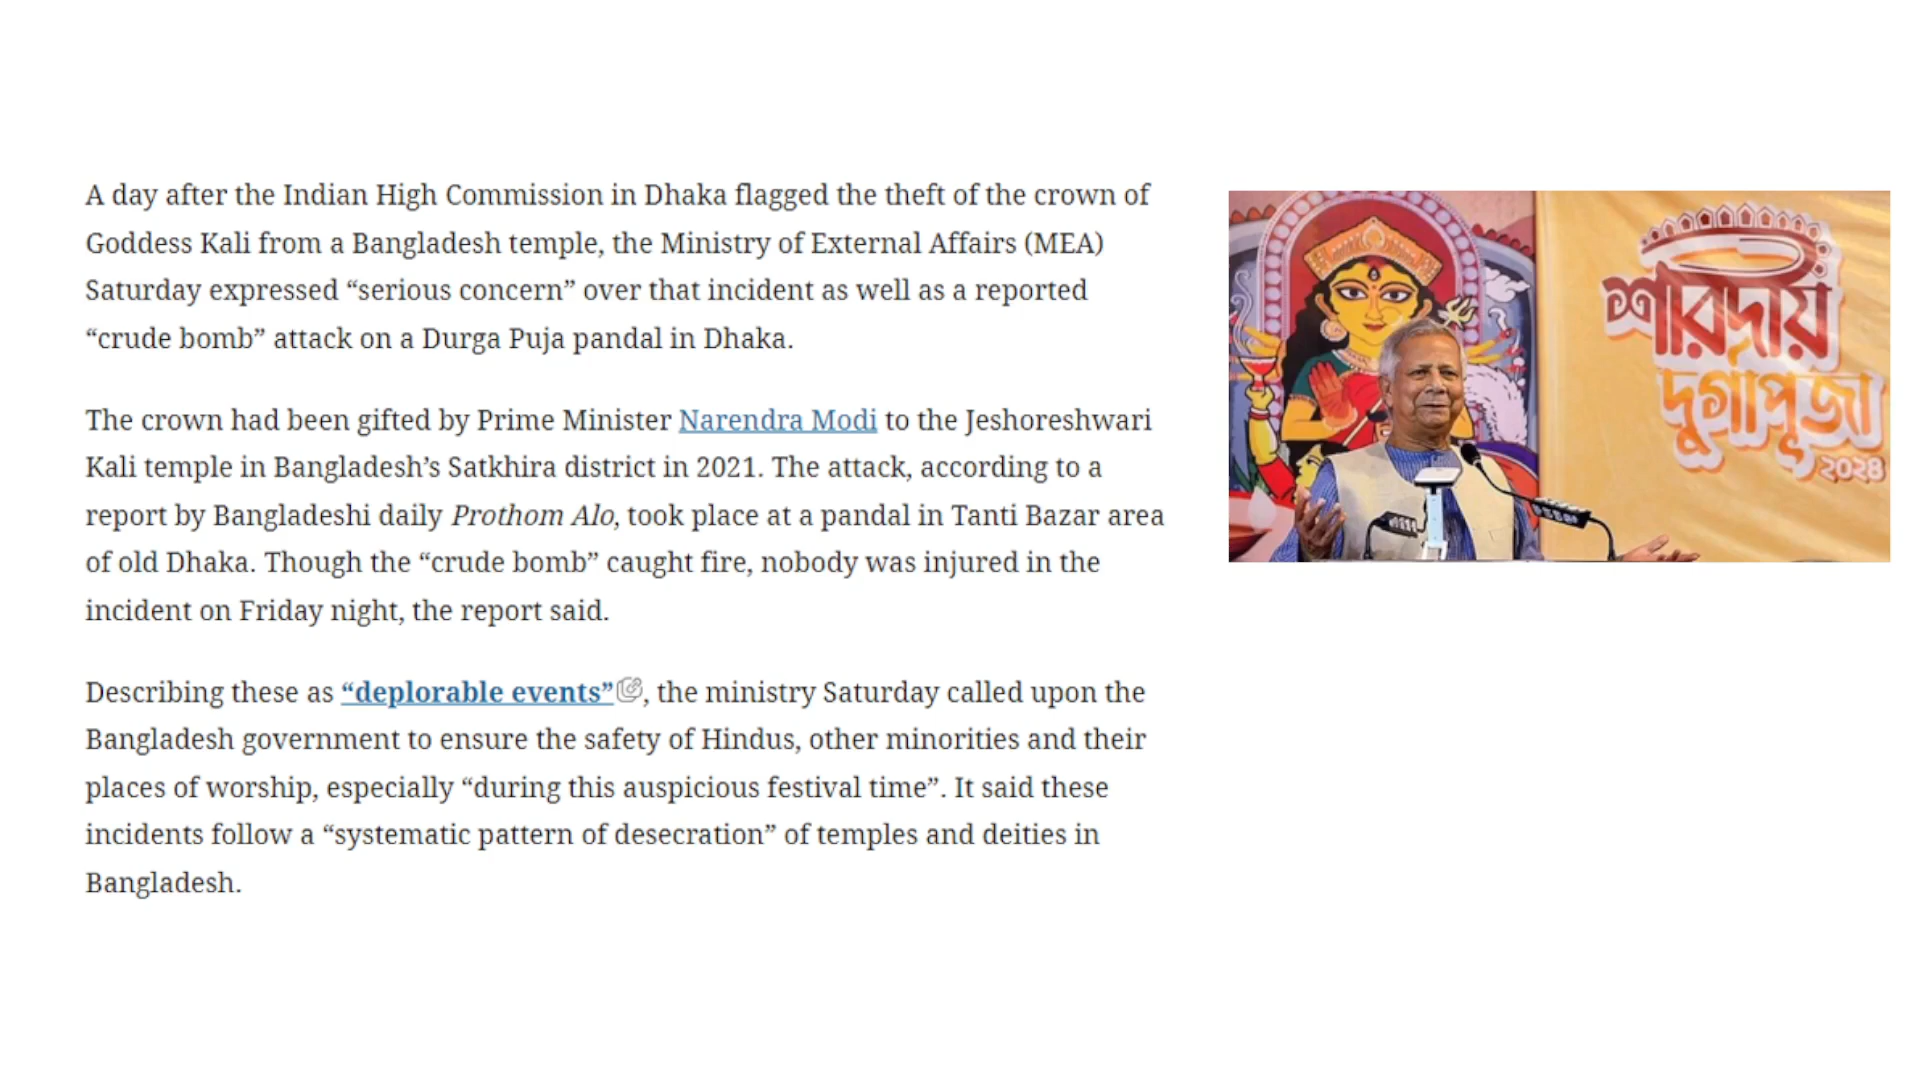 A day after the Indian High Commission in Dhaka flagged the theft of the crown of
Goddess Kali from a Bangladesh temple, the Ministry of External Affairs (MEA)
Saturday expressed “serious concern” over that incident as well as a reported
“crude bomb” attack on a Durga Puja pandal in Dhaka.
The crown had been gifted by Prime Minister Narendra Modi to the Jeshoreshwari
Kali temple in Bangladesh’s Satkhira district in 2021. The attack, according to a
report by Bangladeshi daily Prothom Alo, took place at a pandal in Tanti Bazar area
of old Dhaka. Though the “crude bomb” caught fire, nobody was injured in the
incident on Friday night, the report said.
Describing these as “deplorable events”, the ministry Saturday called upon the
Bangladesh government to ensure the safety of Hindus, other minorities and their
places of worship, especially “during this auspicious festival time”. It said these
incidents follow a “systematic pattern of desecration” of temples and deities in
Bangladesh.
শারদীয়
দুর্গাপূজা
২০২৪